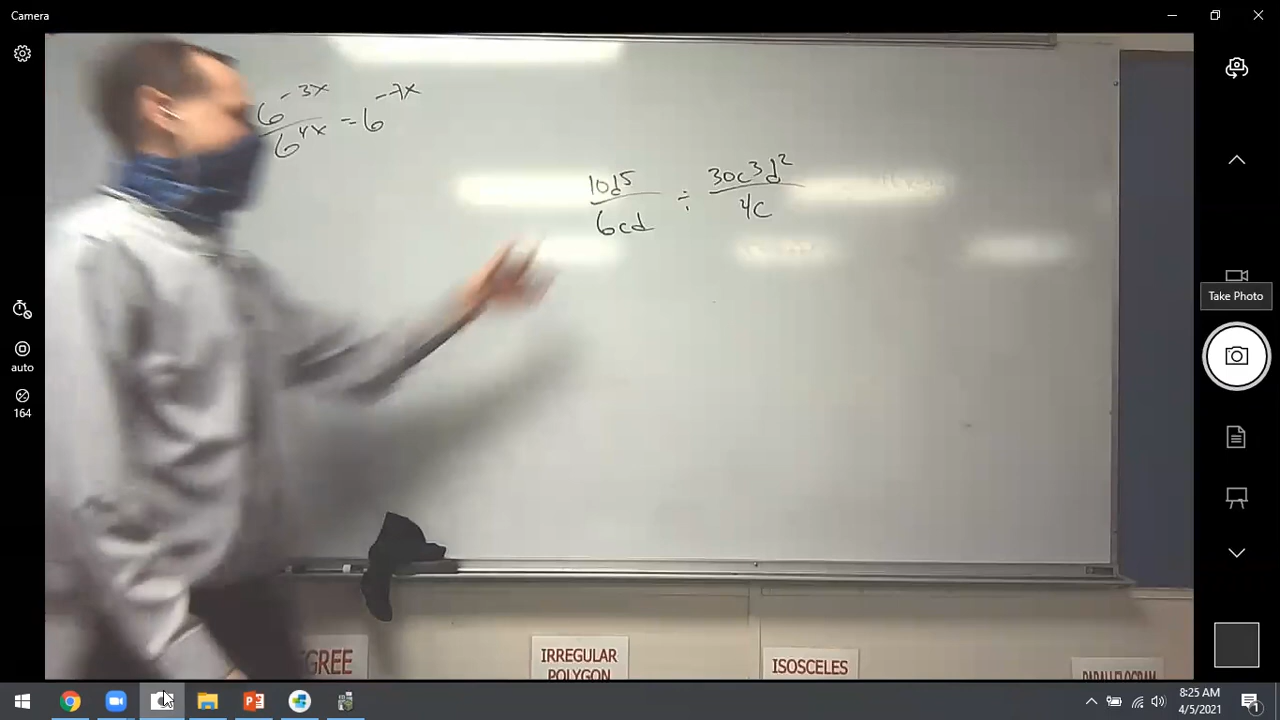 Camera
6^-3x / 6^4x = 6^-7x
10d^5 / 6cd ÷ 30c^3d^2 / 4c
Take Photo
auto
164
IRREGULAR
POLYGON
ISOSCELES
8:25 AM
4/5/2021
1